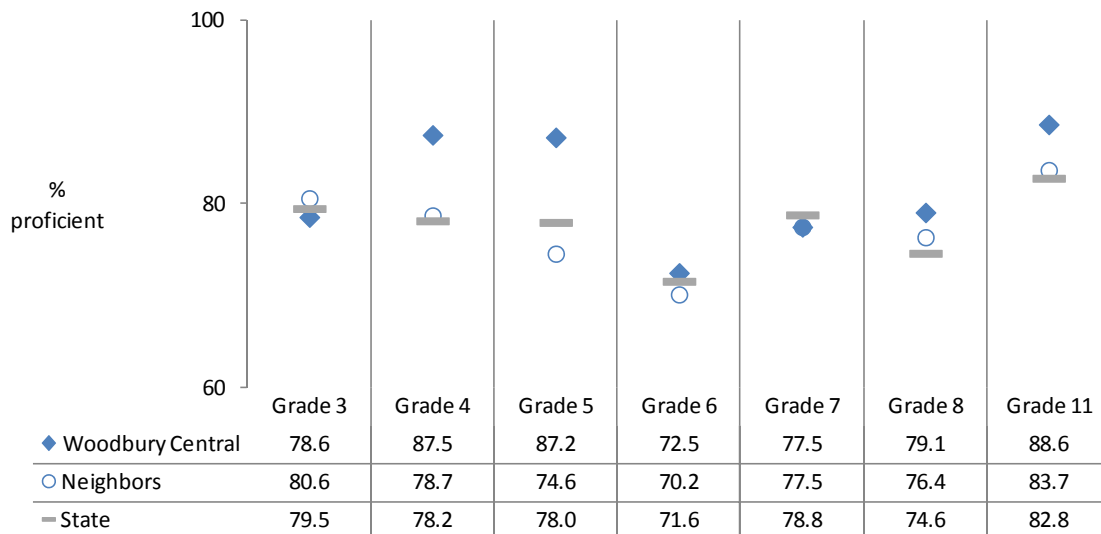 100
80
60
%
proficient
Grade 3 Grade 4 Grade 5 Grade 6 Grade 7 Grade 8 Grade 11
Woodbury Central 78.6 87.5 87.2 72.5 77.5 79.1 88.6
Neighbors 80.6 78.7 74.6 70.2 77.5 76.4 83.7
State 79.5 78.2 78.0 71.6 78.8 74.6 82.8